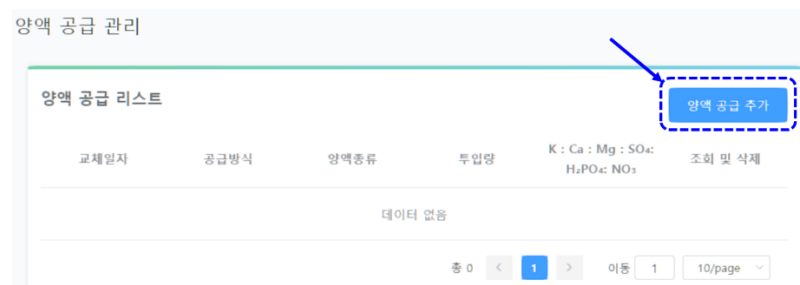 양액 공급 관리
양액 공급 리스트
양액 공급 추가
교체일자 공급방식 양액종류 투입량 K : Ca : Mg : SO₄: H₂PO₄: NO₃ 조회 및 삭제
데이터 없음
총 0 < 1 > 이동 1 10/page